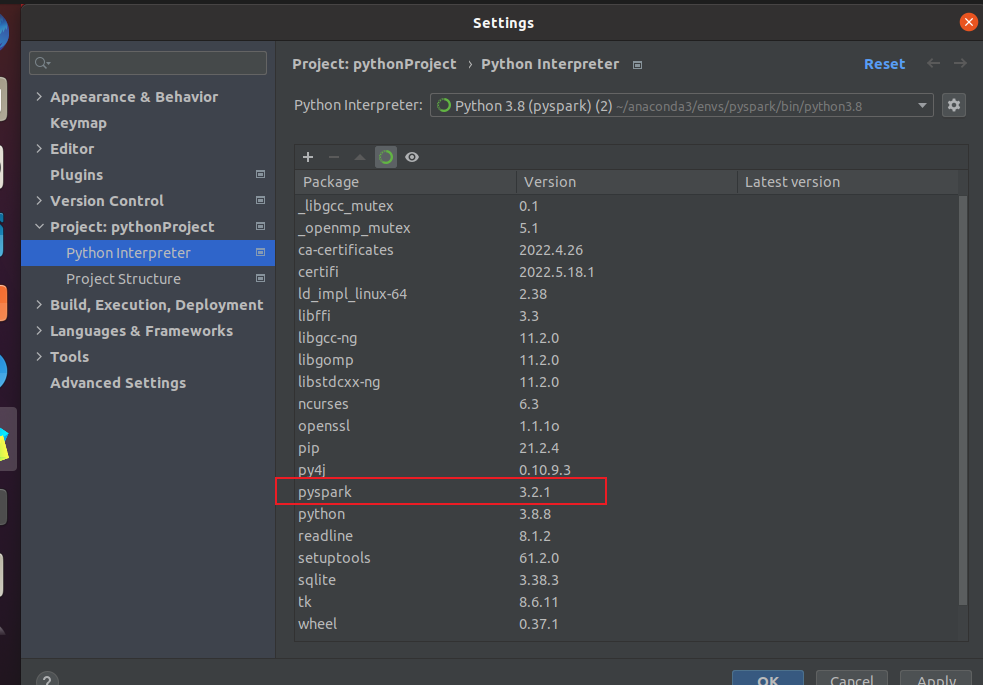 Settings
Project: pythonProject › Python Interpreter Reset
Python Interpreter: Python 3.8 (pyspark) (2) ~/anaconda3/envs/pyspark/bin/python3.8
Appearance & Behavior
Keymap
Editor
Plugins
Version Control
Project: pythonProject
Python Interpreter
Project Structure
Build, Execution, Deployment
Languages & Frameworks
Tools
Advanced Settings
Package Version Latest version
_libgcc_mutex 0.1
_openmp_mutex 5.1
ca-certificates 2022.4.26
certifi 2022.5.18.1
ld_impl_linux-64 2.38
libffi 3.3
libgcc-ng 11.2.0
libgomp 11.2.0
libstdcxx-ng 11.2.0
ncurses 6.3
openssl 1.1.1o
pip 21.2.4
py4j 0.10.9.3
pyspark 3.2.1
python 3.8.8
readline 8.1.2
setuptools 61.2.0
sqlite 3.38.3
tk 8.6.11
wheel 0.37.1
? OK Cancel Apply